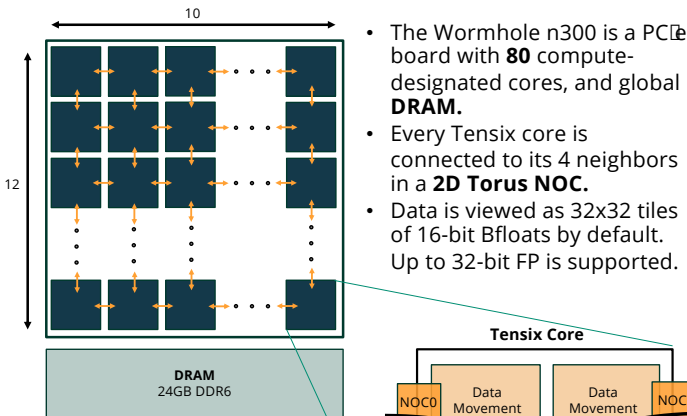 10
12
• The Wormhole n300 is a PC□e
board with 80 compute-
designated cores, and global
DRAM.
• Every Tensix core is
connected to its 4 neighbors
in a 2D Torus NOC.
• Data is viewed as 32x32 tiles
of 16-bit Bfloats by default.
Up to 32-bit FP is supported.
DRAM
24GB DDR6
Tensix Core
NOC0
Data
Movement
Data
Movement
NOC